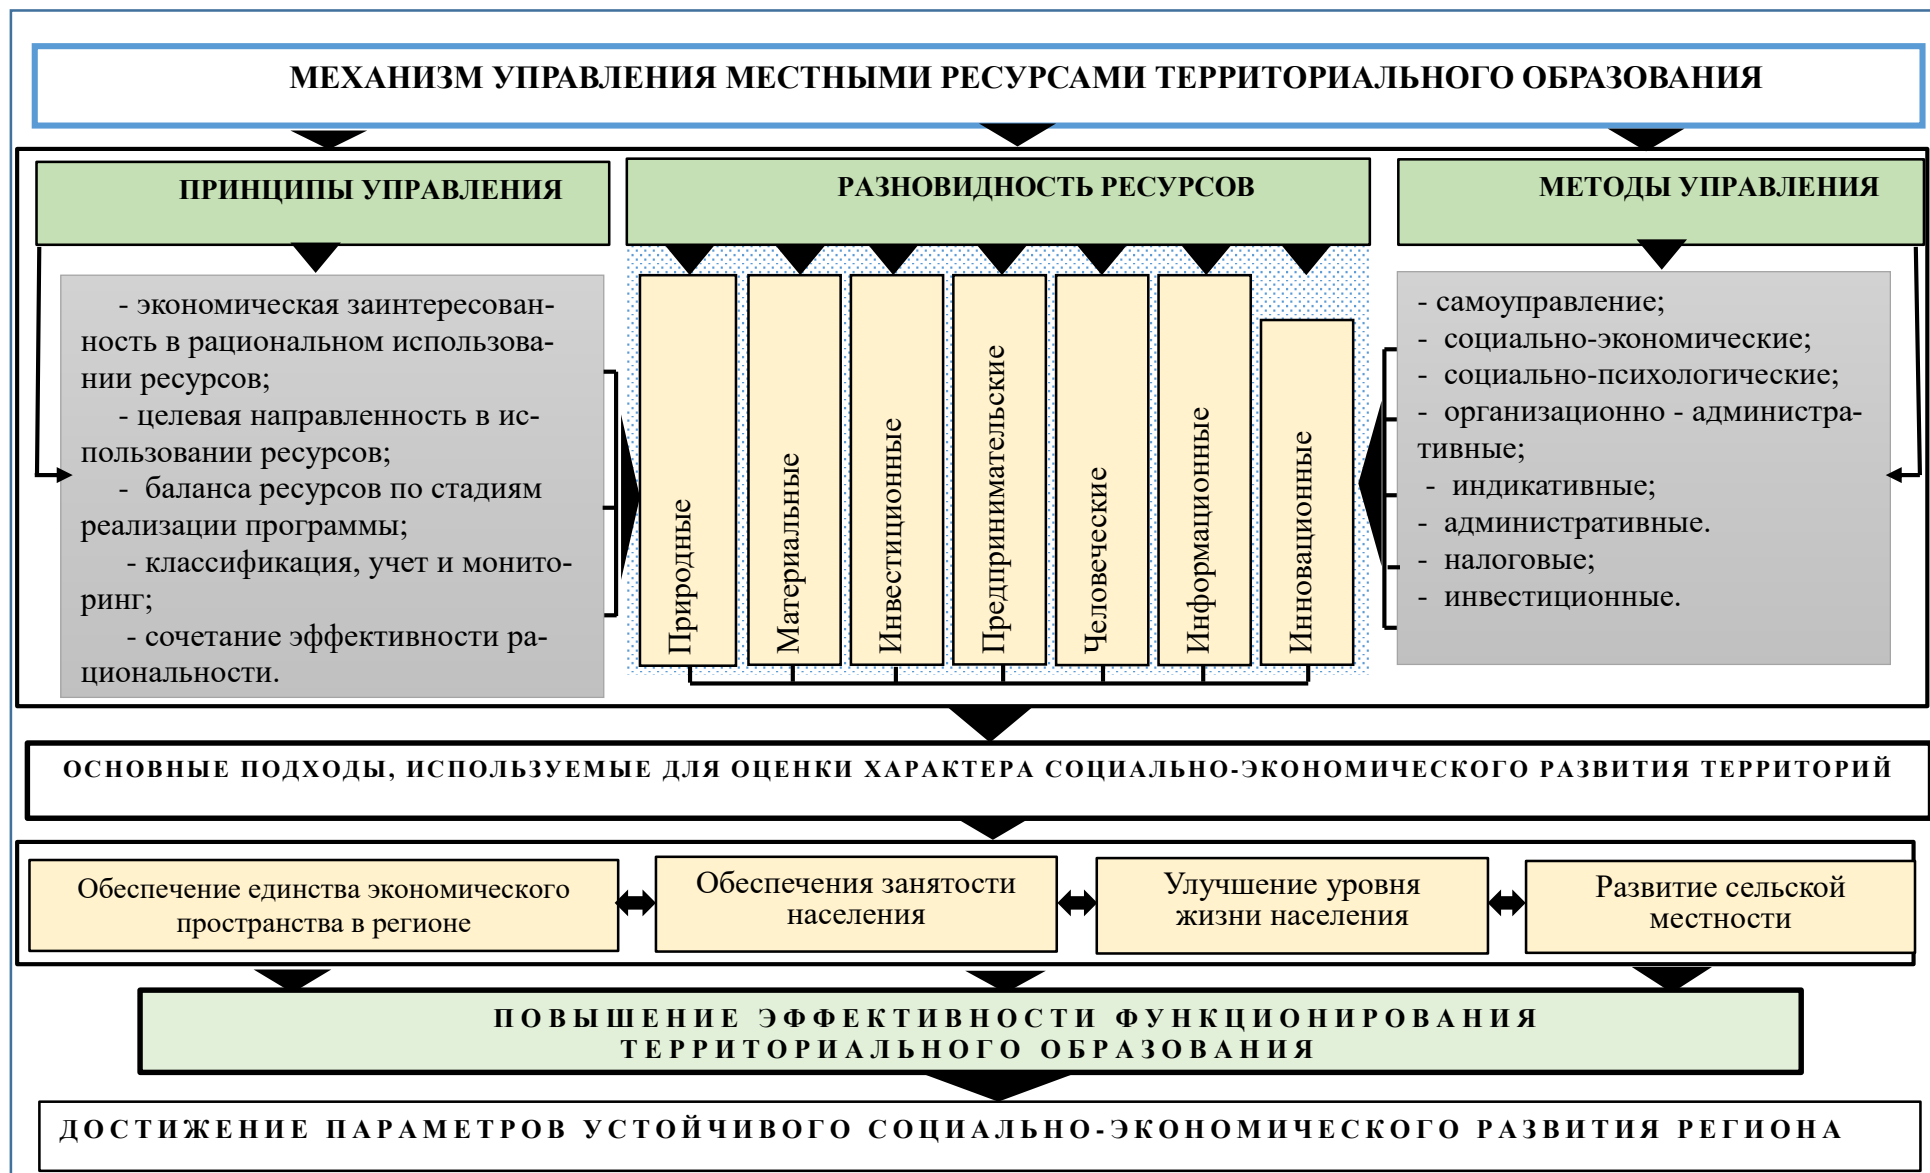 МЕХАНИЗМ УПРАВЛЕНИЯ МЕСТНЫМИ РЕСУРСАМИ ТЕРРИТОРИАЛЬНОГО ОБРАЗОВАНИЯ
ПРИНЦИПЫ УПРАВЛЕНИЯ
- экономическая заинтересован-
ность в рациональном использова-
нии ресурсов;
- целевая направленность в ис-
пользовании ресурсов;
- баланса ресурсов по стадиям
реализации программы;
- классификация, учет и монито-
ринг;
- сочетание эффективности ра-
циональности.
РАЗНОВИДНОСТЬ РЕСУРСОВ
Природные
Материальные
Инвестиционные
Предпринимательские
Человеческие
Информационные
Инновационные
МЕТОДЫ УПРАВЛЕНИЯ
- самоуправление;
- социально-экономические;
- социально-психологические;
- организационно - администра-
тивные;
- индикативные;
- административные.
- налоговые;
- инвестиционные.
ОСНОВНЫЕ ПОДХОДЫ, ИСПОЛЬЗУЕМЫЕ ДЛЯ ОЦЕНКИ ХАРАКТЕРА СОЦИАЛЬНО-ЭКОНОМИЧЕСКОГО РАЗВИТИЯ ТЕРРИТОРИЙ
Обеспечение единства экономического
пространства в регионе
Обеспечения занятости
населения
Улучшение уровня
жизни населения
Развитие сельской
местности
ПОВЫШЕНИЕ ЭФФЕКТИВНОСТИ ФУНКЦИОНИРОВАНИЯ
ТЕРРИТОРИАЛЬНОГО ОБРАЗОВАНИЯ
ДОСТИЖЕНИЕ ПАРАМЕТРОВ УСТОЙЧИВОГО СОЦИАЛЬНО-ЭКОНОМИЧЕСКОГО РАЗВИТИЯ РЕГИОНА